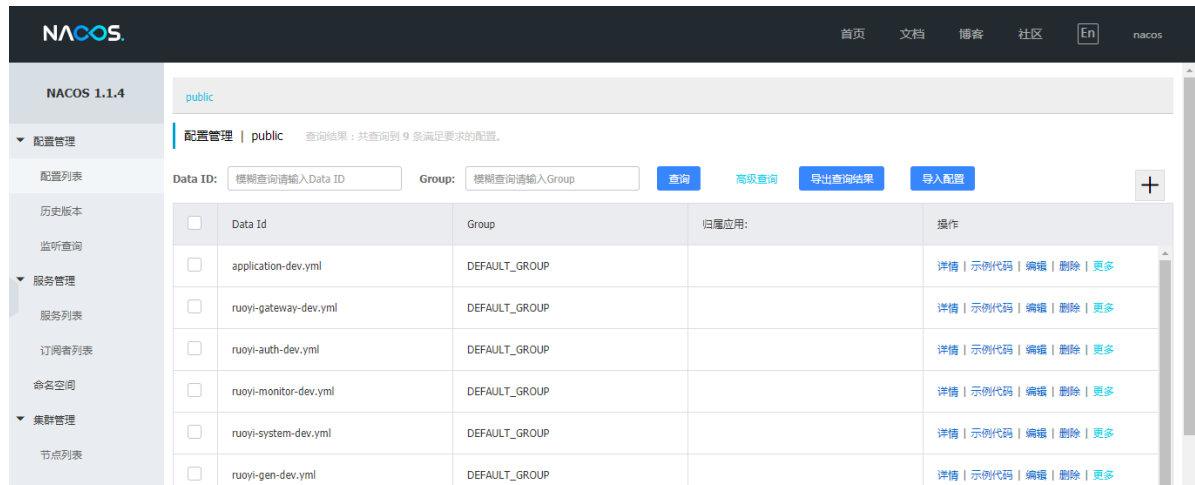 NACOS. 首页 文档 博客 社区 En nacos
NACOS 1.1.4
配置管理
配置列表
历史版本
监听查询
服务管理
服务列表
订阅者列表
命名空间
集群管理
节点列表
public
配置管理 | public 查询结果：共查询到 9 条满足要求的配置。
Data ID: 模糊查询请输入Data ID Group: 模糊查询请输入Group 查询 高级查询 导出查询结果 导入配置 +
Data Id Group 归属应用: 操作
application-dev.yml DEFAULT_GROUP 详情 | 示例代码 | 编辑 | 删除 | 更多
ruoyi-gateway-dev.yml DEFAULT_GROUP 详情 | 示例代码 | 编辑 | 删除 | 更多
ruoyi-auth-dev.yml DEFAULT_GROUP 详情 | 示例代码 | 编辑 | 删除 | 更多
ruoyi-monitor-dev.yml DEFAULT_GROUP 详情 | 示例代码 | 编辑 | 删除 | 更多
ruoyi-system-dev.yml DEFAULT_GROUP 详情 | 示例代码 | 编辑 | 删除 | 更多
ruoyi-gen-dev.yml DEFAULT_GROUP 详情 | 示例代码 | 编辑 | 删除 | 更多